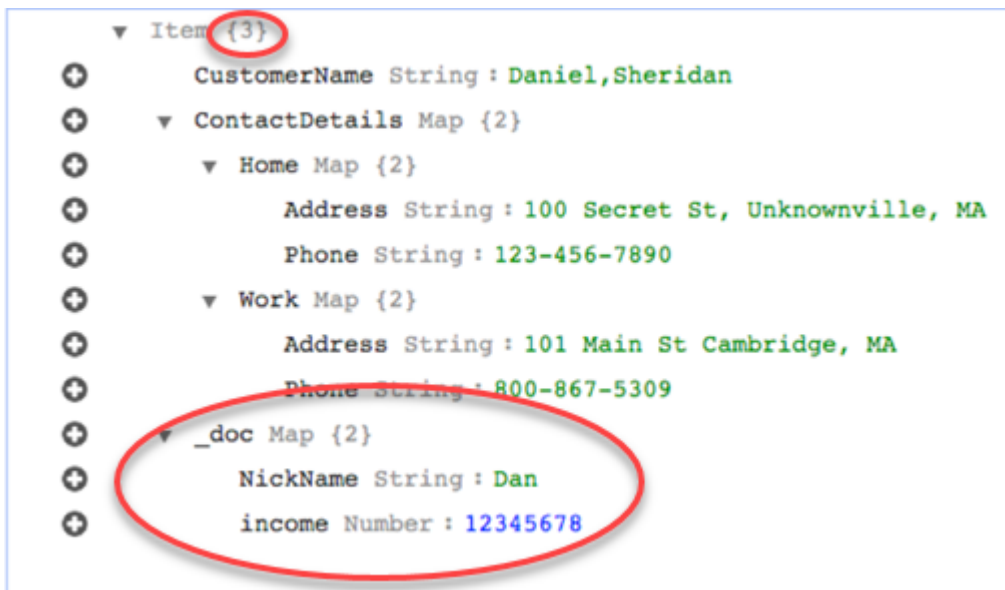 Item {3}
CustomerName String : Daniel,Sheridan
ContactDetails Map {2}
Home Map {2}
Address String : 100 Secret St, Unknownville, MA
Phone String : 123-456-7890
Work Map {2}
Address String : 101 Main St Cambridge, MA
Phone String : 800-867-5309
_doc Map {2}
NickName String : Dan
income Number : 12345678